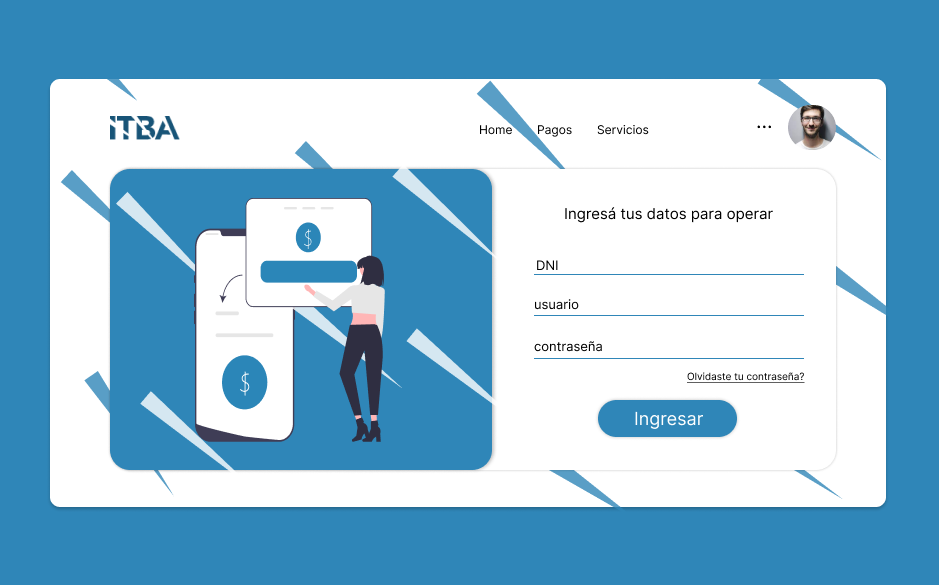 ITBA
Home Pagos Servicios ...
Ingresá tus datos para operar
$
DNI
usuario
contraseña
$
Olvidaste tu contraseña?
Ingresar